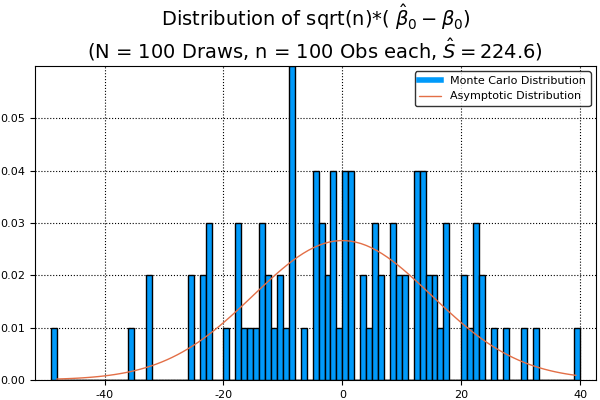 Distribution of sqrt(n)*( β̂₀ − β₀)
(N = 100 Draws, n = 100 Obs each, Ŝ = 224.6)
Monte Carlo Distribution
Asymptotic Distribution
0.05
0.04
0.03
0.02
0.01
0.00
-40 -20 0 20 40